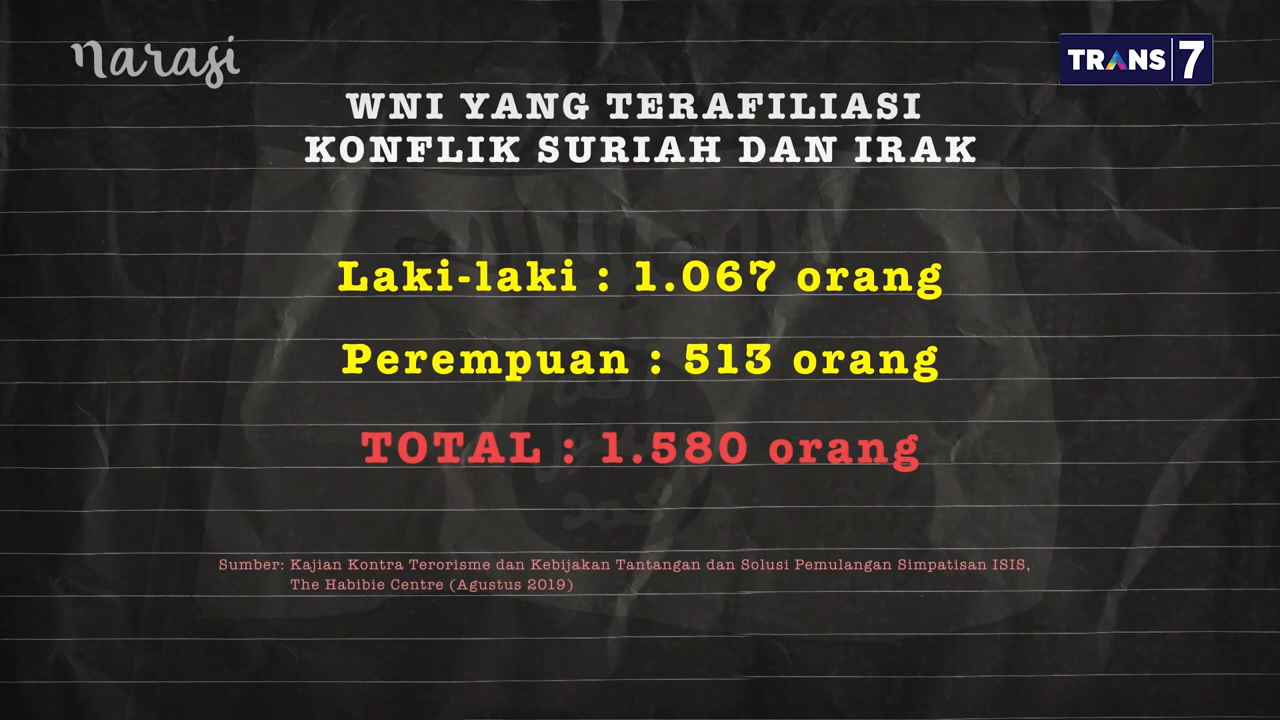 narasi
TRANS 7
WNI YANG TERAFILIASI
KONFLIK SURIAH DAN IRAK
Laki-laki : 1.067 orang
Perempuan : 513 orang
TOTAL : 1.580 orang
Sumber: Kajian Kontra Terorisme dan Kebijakan Tantangan dan Solusi Pemulangan Simpatisan ISIS,
The Habibie Centre (Agustus 2019)